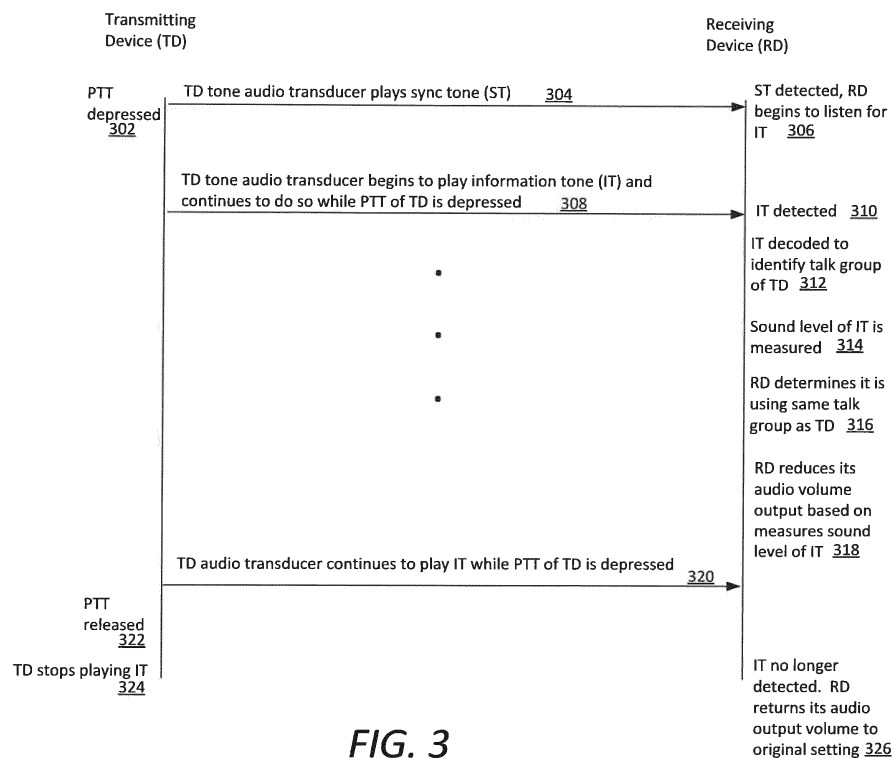 Transmitting
Device (TD)
Receiving
Device (RD)
PTT
depressed
302
TD tone audio transducer plays sync tone (ST) 304
ST detected, RD
begins to listen for
IT 306
TD tone audio transducer begins to play information tone (IT) and
continues to do so while PTT of TD is depressed 308
IT detected 310
IT decoded to
identify talk group
of TD 312
Sound level of IT is
measured 314
RD determines it is
using same talk
group as TD 316
RD reduces its
audio volume
output based on
measures sound
level of IT 318
TD audio transducer continues to play IT while PTT of TD is depressed 320
PTT
released
322
TD stops playing IT
324
IT no longer
detected. RD
returns its audio
output volume to
original setting 326
FIG. 3